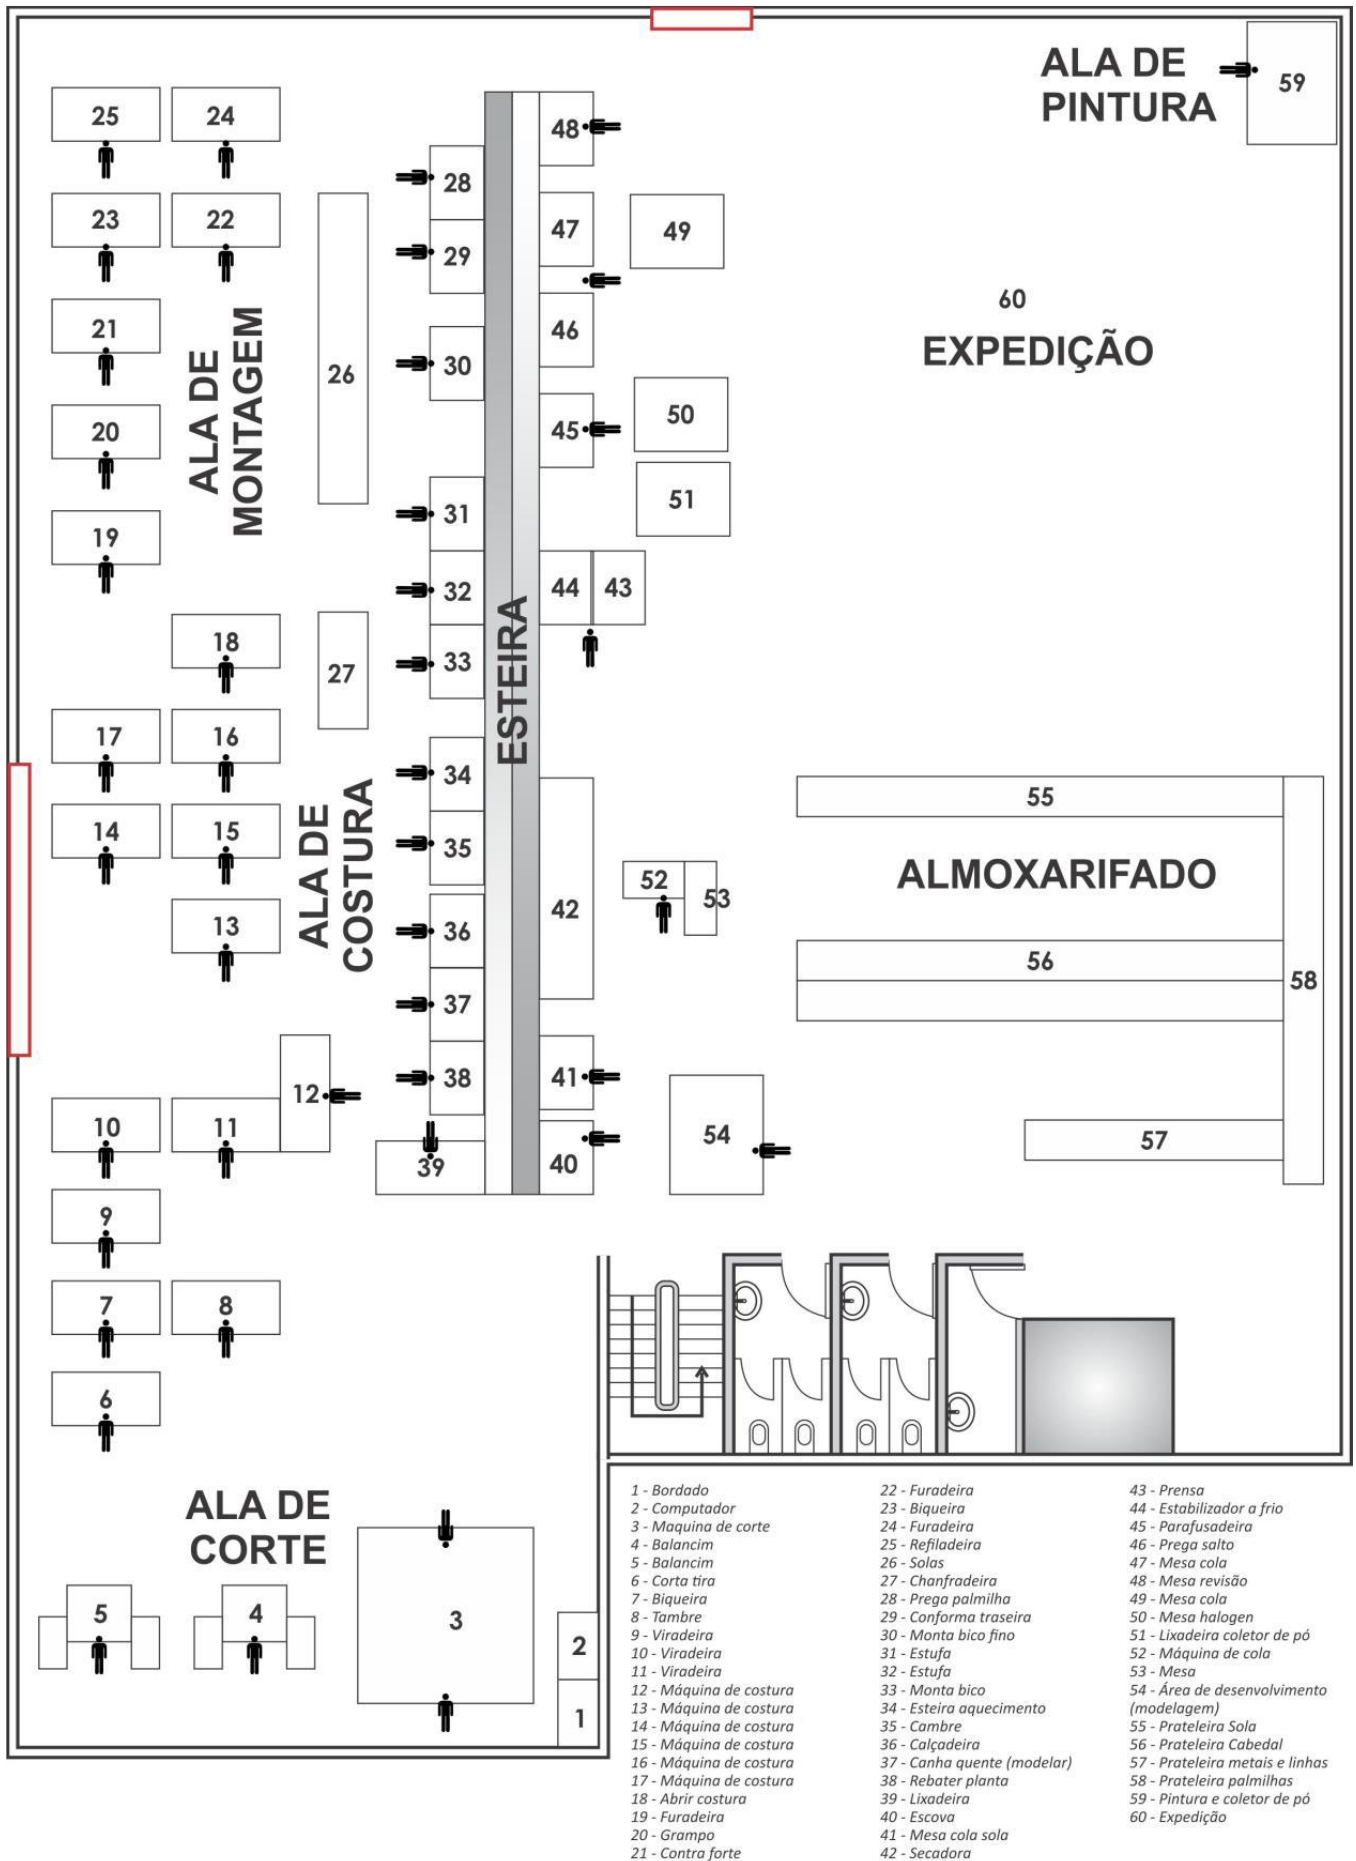 ALA DE
PINTURA
59
25
24
48
28
23
22
47
49
29
60
EXPEDIÇÃO
21
ALA DE
MONTAGEM
26
30
46
20
45
50
19
31
51
32
44
43
18
27
33
ESTEIRA
17
16
34
55
14
15
ALA DE
COSTURA
35
52
53
ALMOXARIFADO
13
36
42
56
37
58
12
38
41
10
11
54
57
39
40
9
7
8
6
ALA DE
CORTE
5
4
3
2
1
1 - Bordado
2 - Computador
3 - Maquina de corte
4 - Balancim
5 - Balancim
6 - Corta tira
7 - Biqueira
8 - Tambre
9 - Viradeira
10 - Viradeira
11 - Viradeira
12 - Máquina de costura
13 - Máquina de costura
14 - Máquina de costura
15 - Máquina de costura
16 - Máquina de costura
17 - Máquina de costura
18 - Abrir costura
19 - Furadeira
20 - Grampo
21 - Contra forte
22 - Furadeira
23 - Biqueira
24 - Furadeira
25 - Refiladeira
26 - Solas
27 - Chanfradeira
28 - Prega palmilha
29 - Conforma traseira
30 - Monta bico fino
31 - Estufa
32 - Estufa
33 - Monta bico
34 - Esteira aquecimento
35 - Cambre
36 - Calçadeira
37 - Canha quente (modelar)
38 - Rebater planta
39 - Lixadeira
40 - Escova
41 - Mesa cola sola
42 - Secadora
43 - Prensa
44 - Estabilizador a frio
45 - Parafusadeira
46 - Prega salto
47 - Mesa cola
48 - Mesa revisão
49 - Mesa cola
50 - Mesa halogen
51 - Lixadeira coletor de pó
52 - Máquina de cola
53 - Mesa
54 - Área de desenvolvimento
(modelagem)
55 - Prateleira Sola
56 - Prateleira Cabedal
57 - Prateleira metais e linhas
58 - Prateleira palmilhas
59 - Pintura e coletor de pó
60 - Expedição